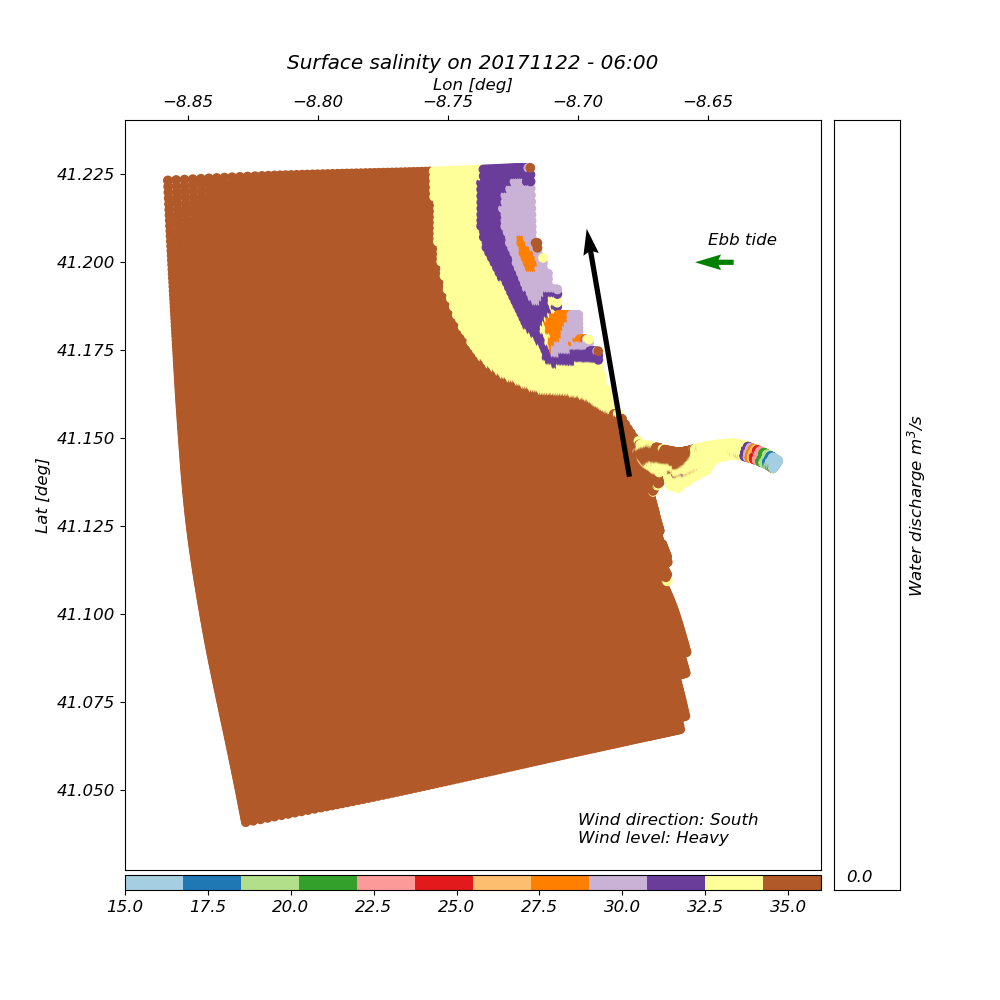 Surface salinity on 20171122 - 06:00
Lon [deg]
−8.85 −8.80 −8.75 −8.70 −8.65
41.225
41.200
41.175
41.150
41.125
41.100
41.075
41.050
Lat [deg]
Ebb tide
Wind direction: South
Wind level: Heavy
Water discharge m³/s
0.0
15.0 17.5 20.0 22.5 25.0 27.5 30.0 32.5 35.0